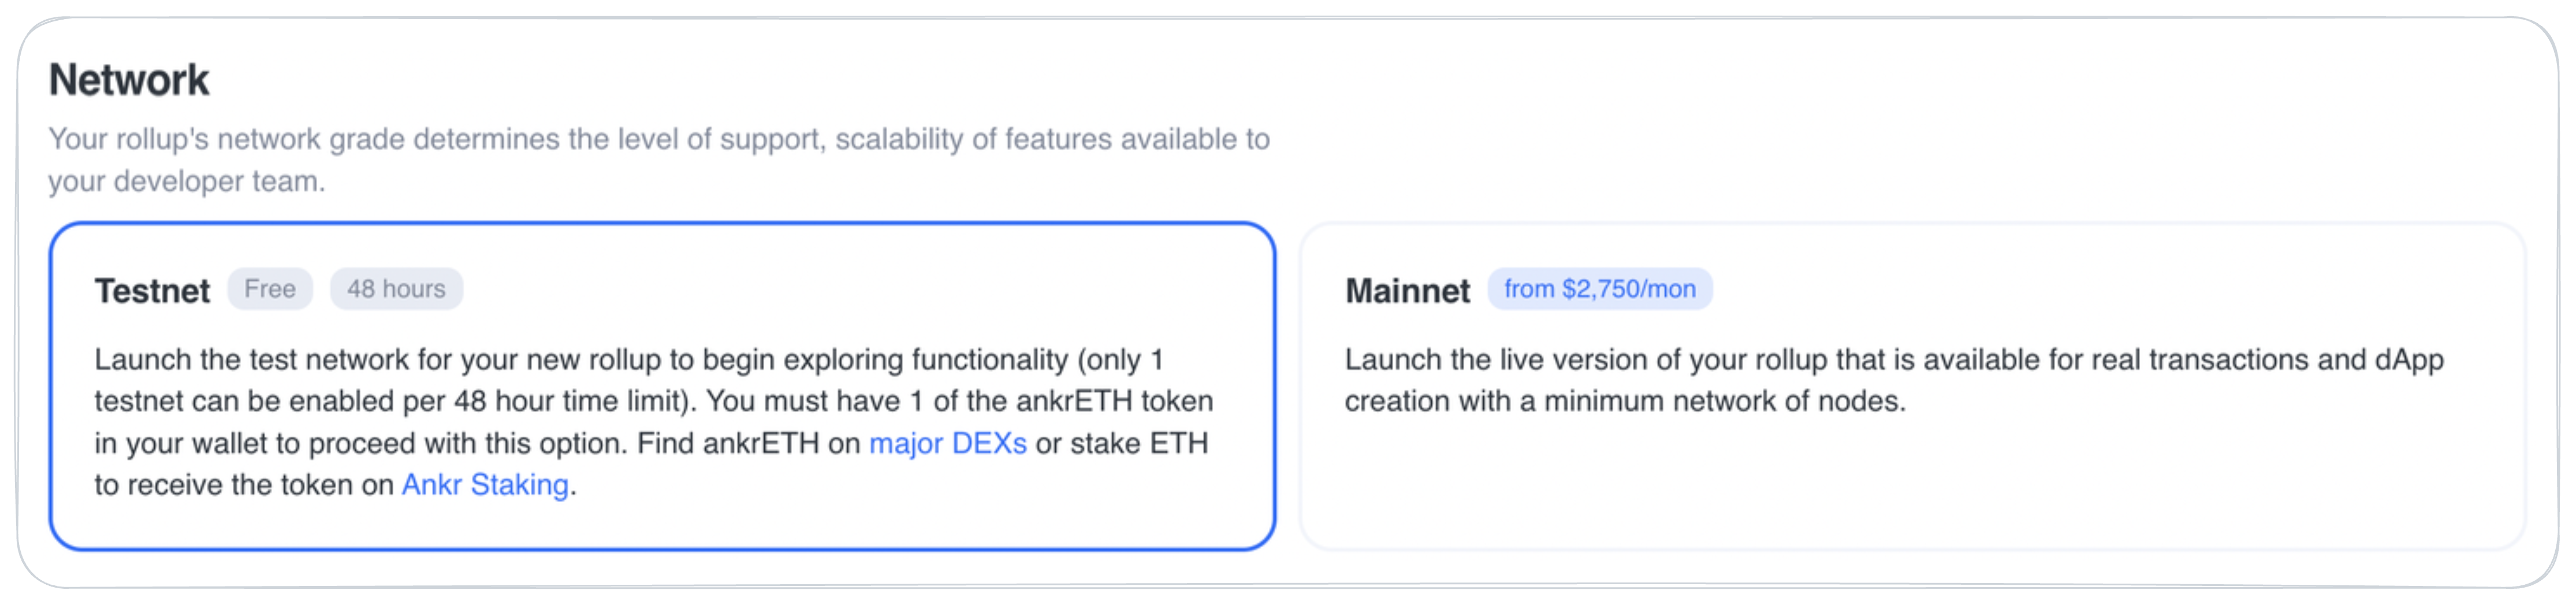 Network
Your rollup's network grade determines the level of support, scalability of features available to
your developer team.
Testnet Free 48 hours
Launch the test network for your new rollup to begin exploring functionality (only 1
testnet can be enabled per 48 hour time limit). You must have 1 of the ankrETH token
in your wallet to proceed with this option. Find ankrETH on major DEXs or stake ETH
to receive the token on Ankr Staking.
Mainnet from $2,750/mon
Launch the live version of your rollup that is available for real transactions and dApp
creation with a minimum network of nodes.